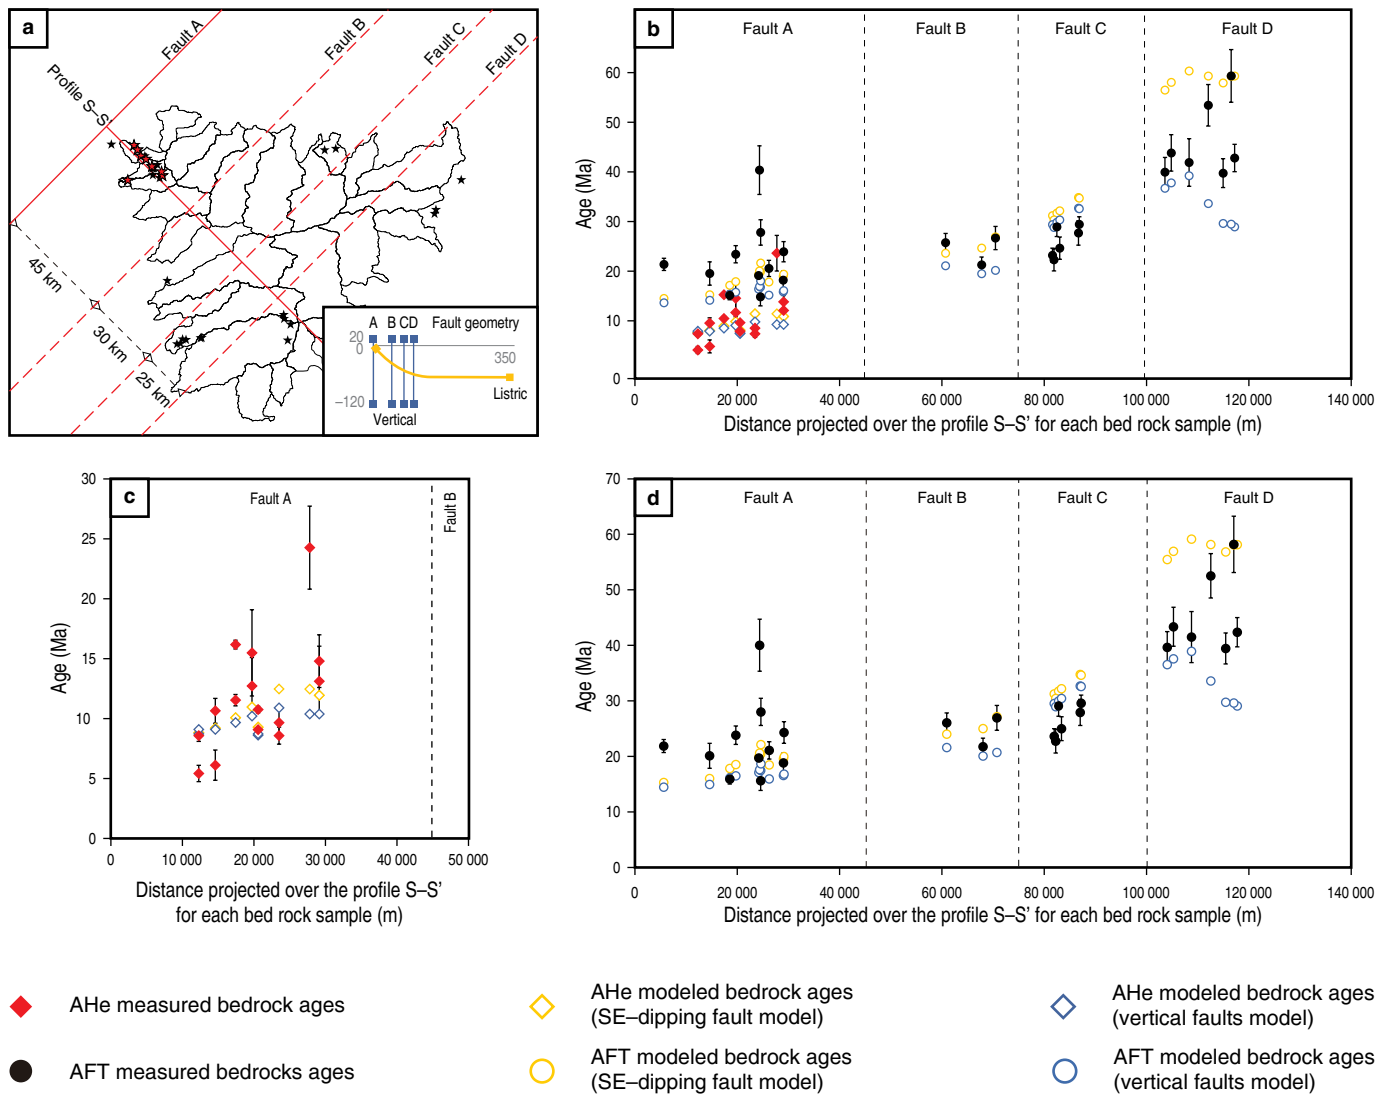 a
Fault A
Fault B
Fault C
Fault D
Profile S–S'
45 km
30 km
25 km
A B C D Fault geometry
20
0
350
–120
Listric
Vertical
b
Fault A Fault B Fault C Fault D
60
50
40
30
20
10
0
Age (Ma)
0 20 000 40 000 60 000 80 000 100 000 120 000 140 000
Distance projected over the profile S–S’ for each bed rock sample (m)
c
Fault A
Fault B
30
25
20
15
10
5
0
Age (Ma)
0 10 000 20 000 30 000 40 000 50 000
Distance projected over the profile S–S’
for each bed rock sample (m)
d
Fault A Fault B Fault C Fault D
70
60
50
40
30
20
10
0
Age (Ma)
0 20 000 40 000 60 000 80 000 100 000 120 000 140 000
Distance projected over the profile S–S’ for each bed rock sample (m)
AHe measured bedrock ages
AHe modeled bedrock ages
(SE–dipping fault model)
AHe modeled bedrock ages
(vertical faults model)
AFT measured bedrocks ages
AFT modeled bedrock ages
(SE–dipping fault model)
AFT modeled bedrock ages
(vertical faults model)